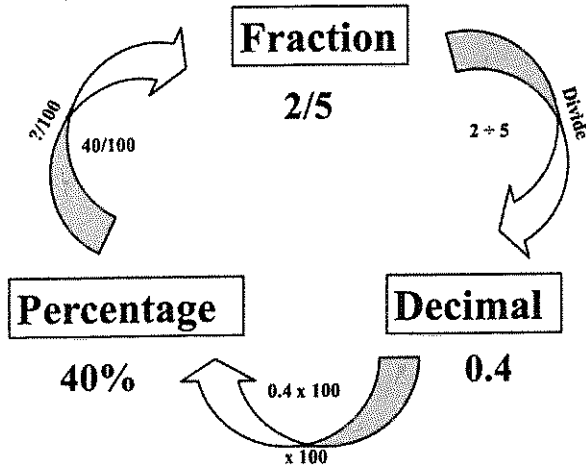 Fraction
2/5
Divide
2 ÷ 5
Decimal
0.4
0.4 x 100
x 100
Percentage
40%
?/100
40/100